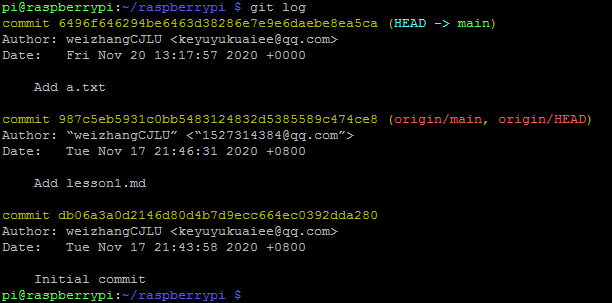 pi@raspberrypi:~/raspberrypi $ git log
commit 6496f646294be6463d38286e7e9e6daebe8ea5ca (HEAD -> main)
Author: weizhangCJLU <keyuyukuaiee@qq.com>
Date:   Fri Nov 20 13:17:57 2020 +0000
    Add a.txt
commit 987c5eb5931c0bb5483124832d5385589c474ce8 (origin/main, origin/HEAD)
Author: “weizhangCJLU” <“1527314384@qq.com”>
Date:   Tue Nov 17 21:46:31 2020 +0800
    Add lesson1.md
commit db06a3a0d2146d80d4b7d9ecc664ec0392dda280
Author: weizhangCJLU <keyuyukuaiee@qq.com>
Date:   Tue Nov 17 21:43:58 2020 +0800
    Initial commit
pi@raspberrypi:~/raspberrypi $